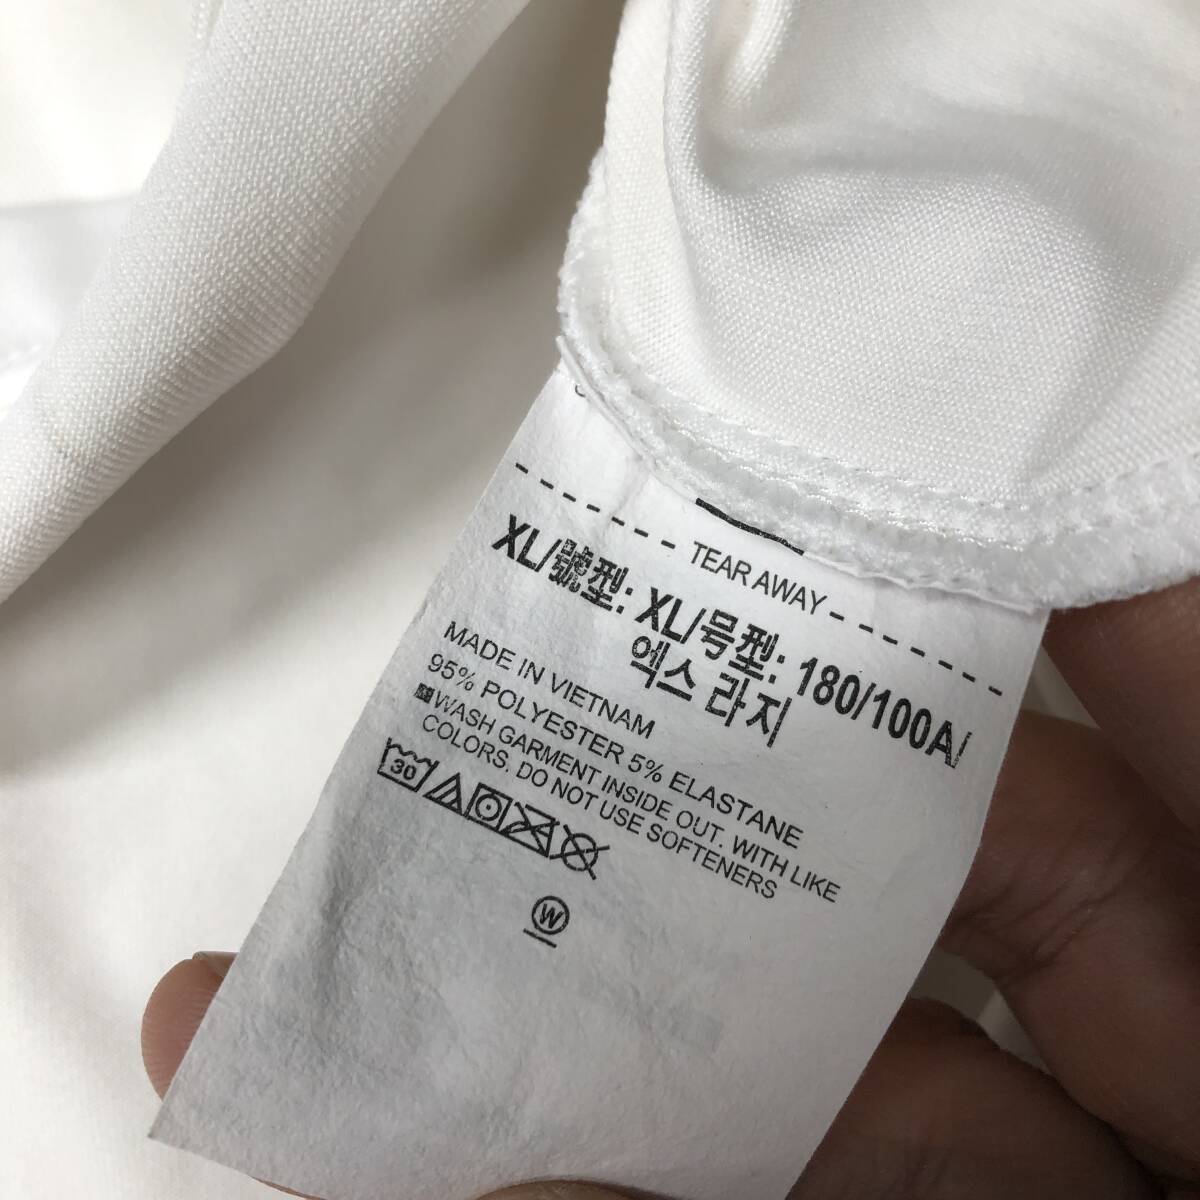 TEAR AWAY
XL/號型: XL/号型: 180/100A/
엑스 라지
MADE IN VIETNAM
95% POLYESTER 5% ELASTANE
WASH GARMENT INSIDE OUT. WITH LIKE
COLORS. DO NOT USE SOFTENERS
30
W